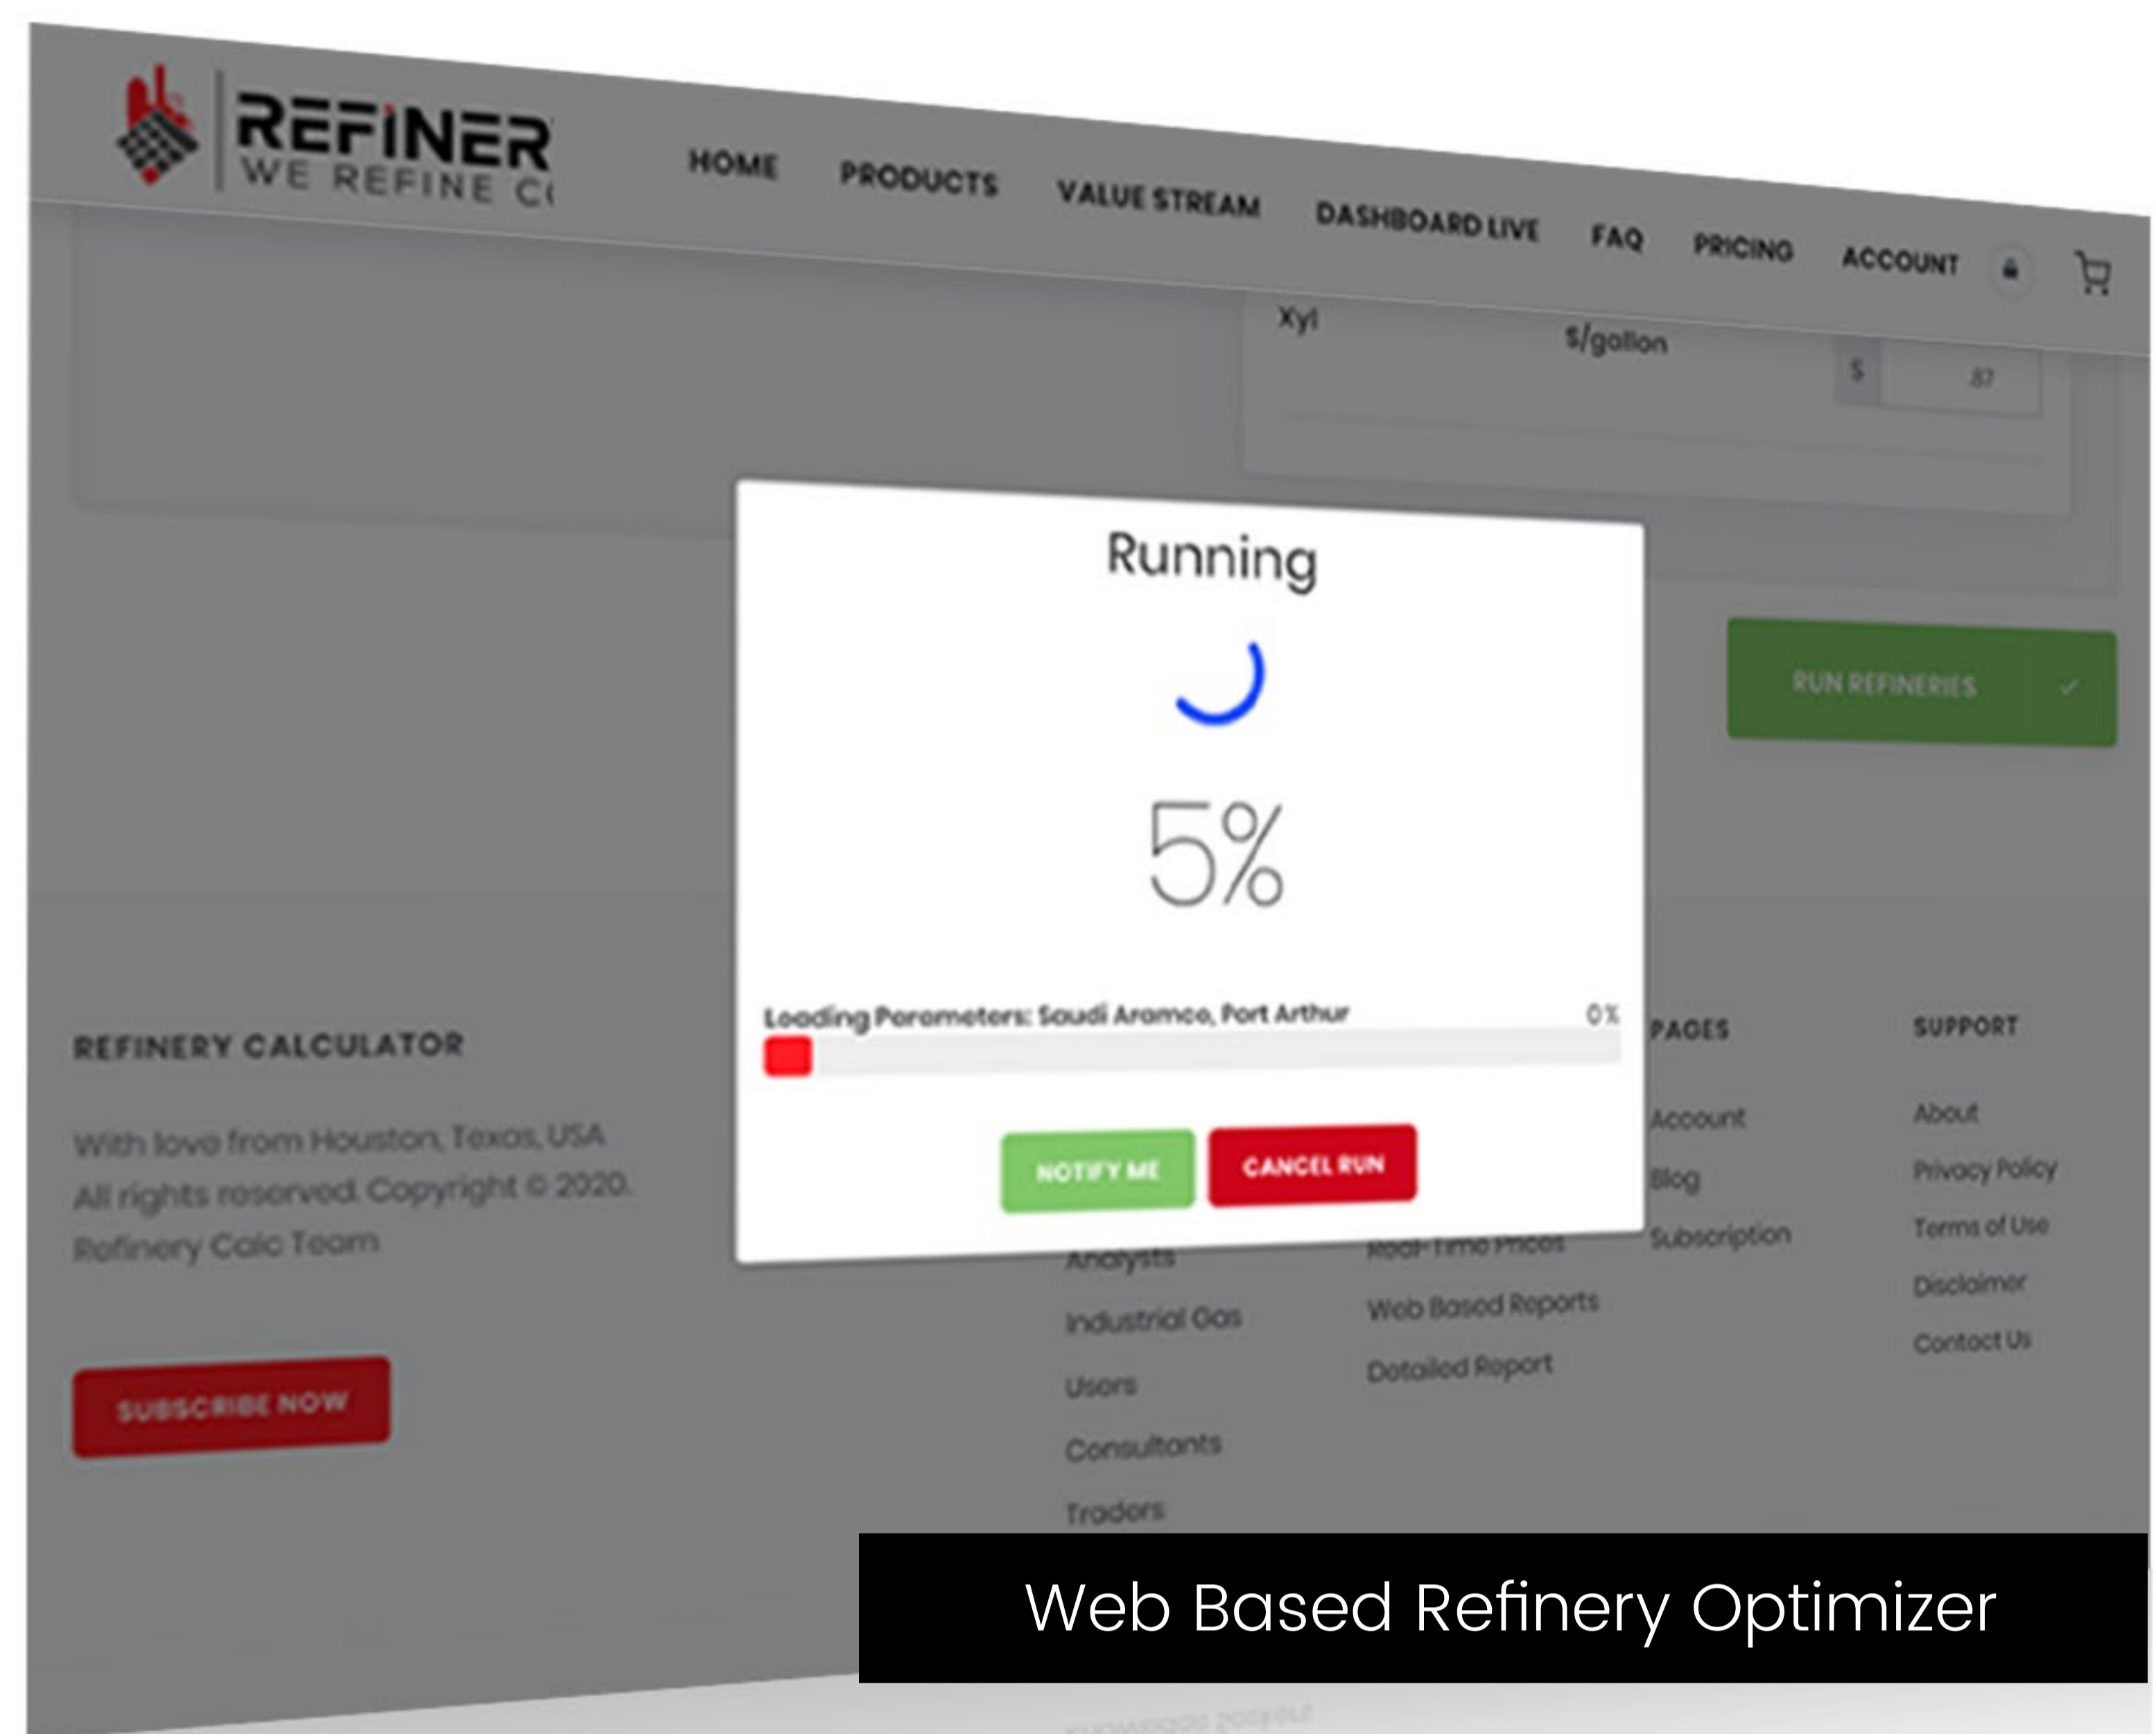 REFINER
WE REFINE C
HOME PRODUCTS VALUE STREAM DASHBOARD LIVE FAQ PRICING ACCOUNT
Xyl $/gallon $ .87
Running
5%
RUN REFINERIES
Loading Parameters: Saudi Aramco, Port Arthur 0%
NOTIFY ME CANCEL RUN
REFINERY CALCULATOR
With love from Houston, Texas, USA
All rights reserved. Copyright © 2020.
Refinery Calc Team
SUBSCRIBE NOW
Analysts
Industrial Gas
Users
Consultants
Traders
Real-Time Prices
Web Based Reports
Detailed Report
PAGES
Account
Blog
Subscription
SUPPORT
About
Privacy Policy
Terms of Use
Disclaimer
Contact Us
Web Based Refinery Optimizer